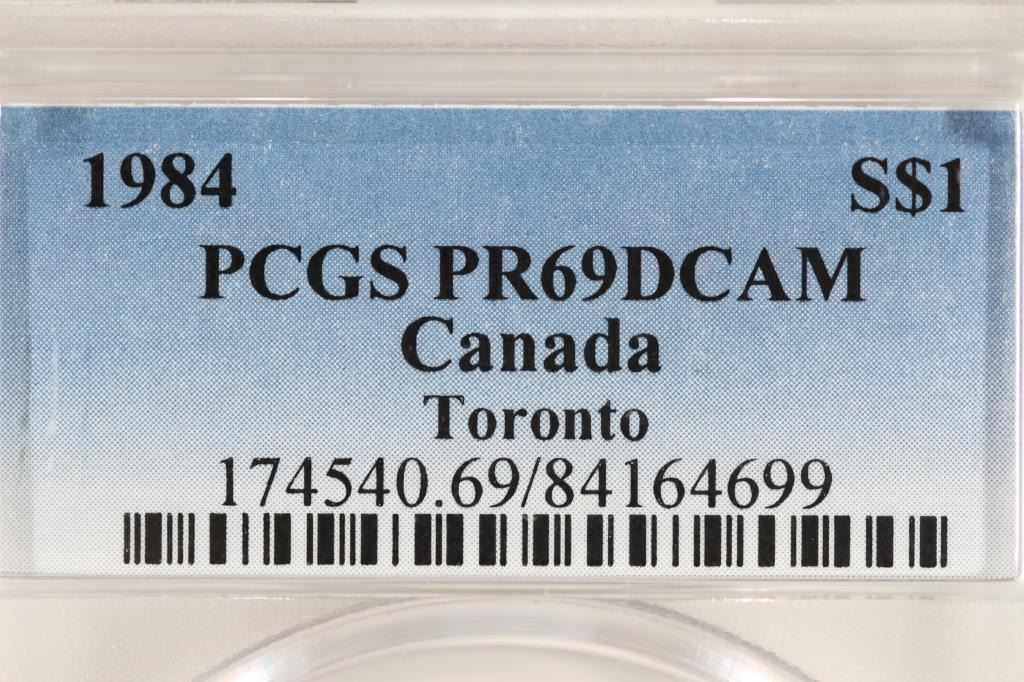 1984 S$1
PCGS PR69DCAM
Canada
Toronto
174540.69/84164699